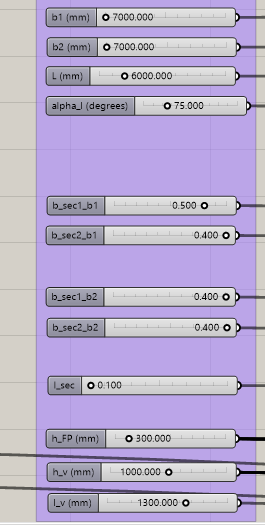 b1 (mm) 7000.000
b2 (mm) 7000.000
L (mm) 6000.000
alpha_l (degrees) 75.000
b_sec1_b1 0.500
b_sec2_b1 0.400
b_sec1_b2 0.400
b_sec2_b2 0.400
l_sec 0.100
h_FP (mm) 300.000
h_v (mm) 1000.000
l_v (mm) 1300.000